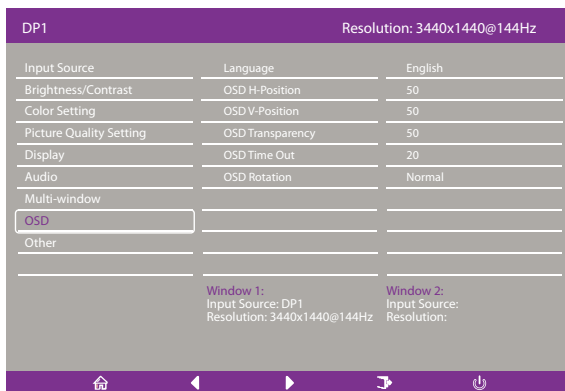 DP1 Resolution: 3440x1440@144Hz
Input Source Language English
Brightness/Contrast OSD H-Position 50
Color Setting OSD V-Position 50
Picture Quality Setting OSD Transparency 50
Display OSD Time Out 20
Audio OSD Rotation Normal
Multi-window
OSD
Other
Window 1: Window 2:
Input Source: DP1 Input Source:
Resolution: 3440x1440@144Hz Resolution: